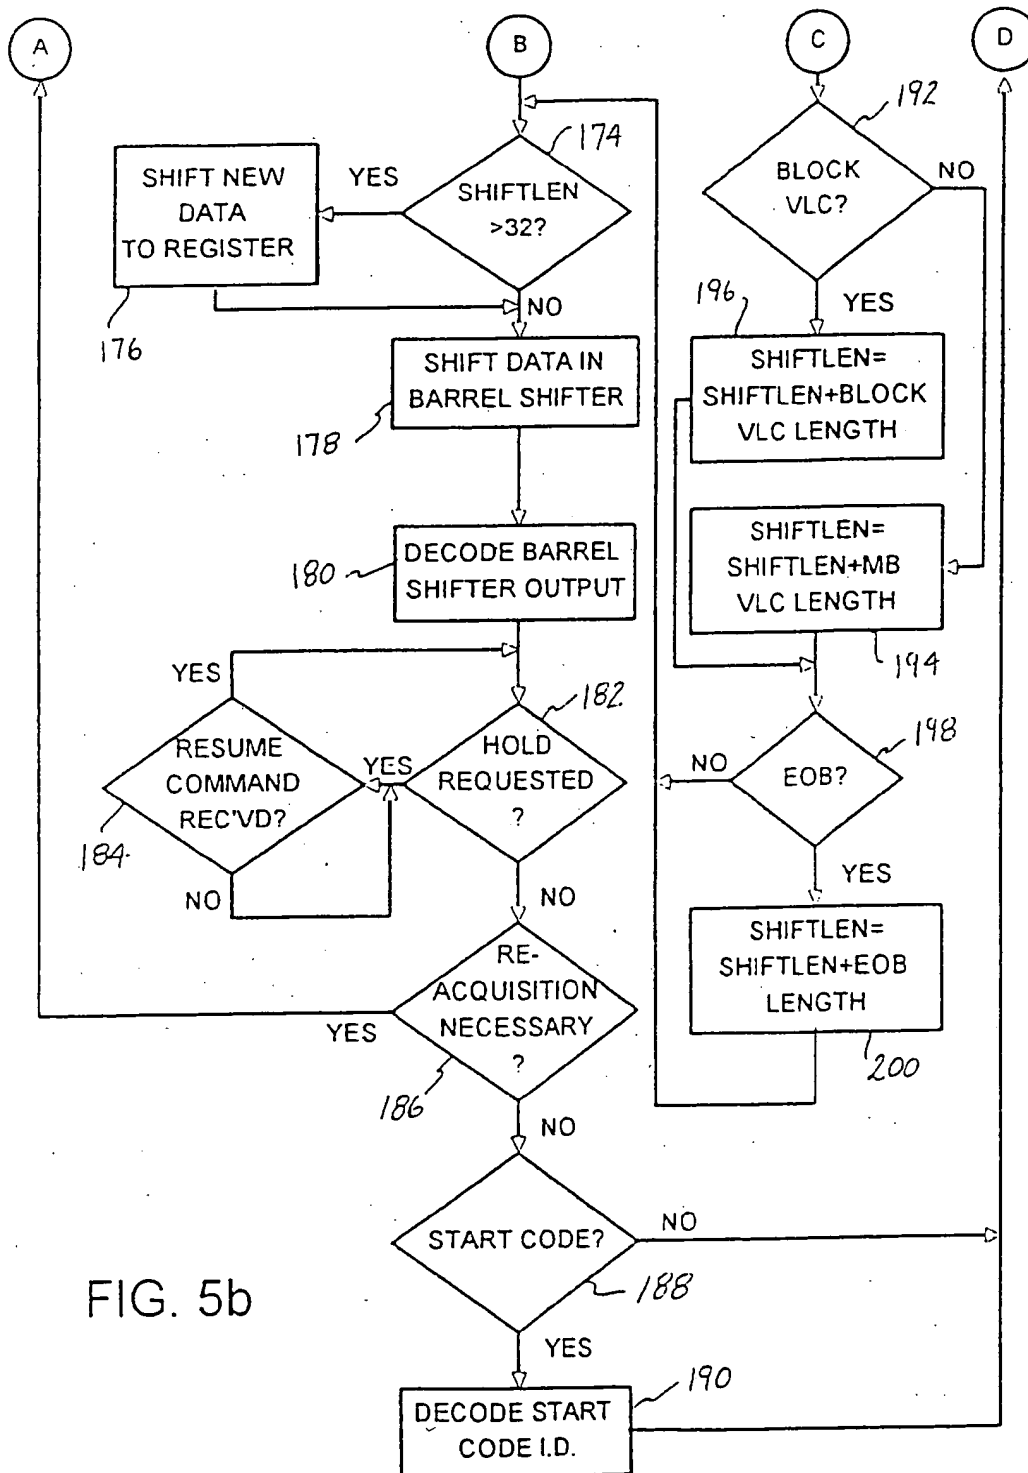 A
B
C
D
192
174
SHIFT NEW
DATA
TO REGISTER
YES
SHIFTLEN
>32?
BLOCK
VLC?
NO
176
NO
196
YES
SHIFT DATA IN
BARREL SHIFTER
178
SHIFTLEN=
SHIFTLEN+BLOCK
VLC LENGTH
180
DECODE BARREL
SHIFTER OUTPUT
SHIFTLEN=
SHIFTLEN+MB
VLC LENGTH
194
YES
182
RESUME
COMMAND
REC'VD?
YES
HOLD
REQUESTED
?
184
NO
NO
NO
EOB?
198
YES
RE-
ACQUISITION
NECESSARY
?
YES
186
SHIFTLEN=
SHIFTLEN+EOB
LENGTH
200
NO
START CODE?
NO
188
FIG. 5b
YES
190
DECODE START
CODE I.D.